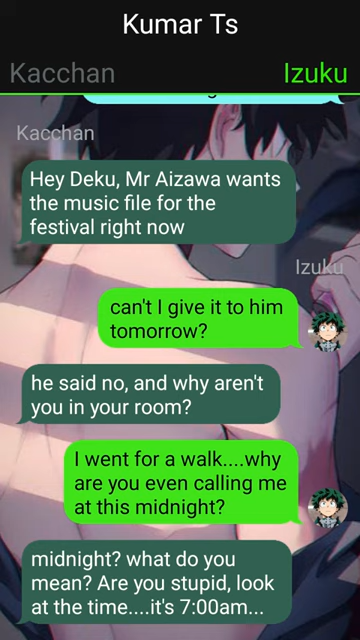 Kumar Ts
Kacchan Izuku
Kacchan
Hey Deku, Mr Aizawa wants
the music file for the
festival right now
Izuku
can't I give it to him
tomorrow?
he said no, and why aren't
you in your room?
I went for a walk....why
are you even calling me
at this midnight?
midnight? what do you
mean? Are you stupid, look
at the time....it's 7:00am...